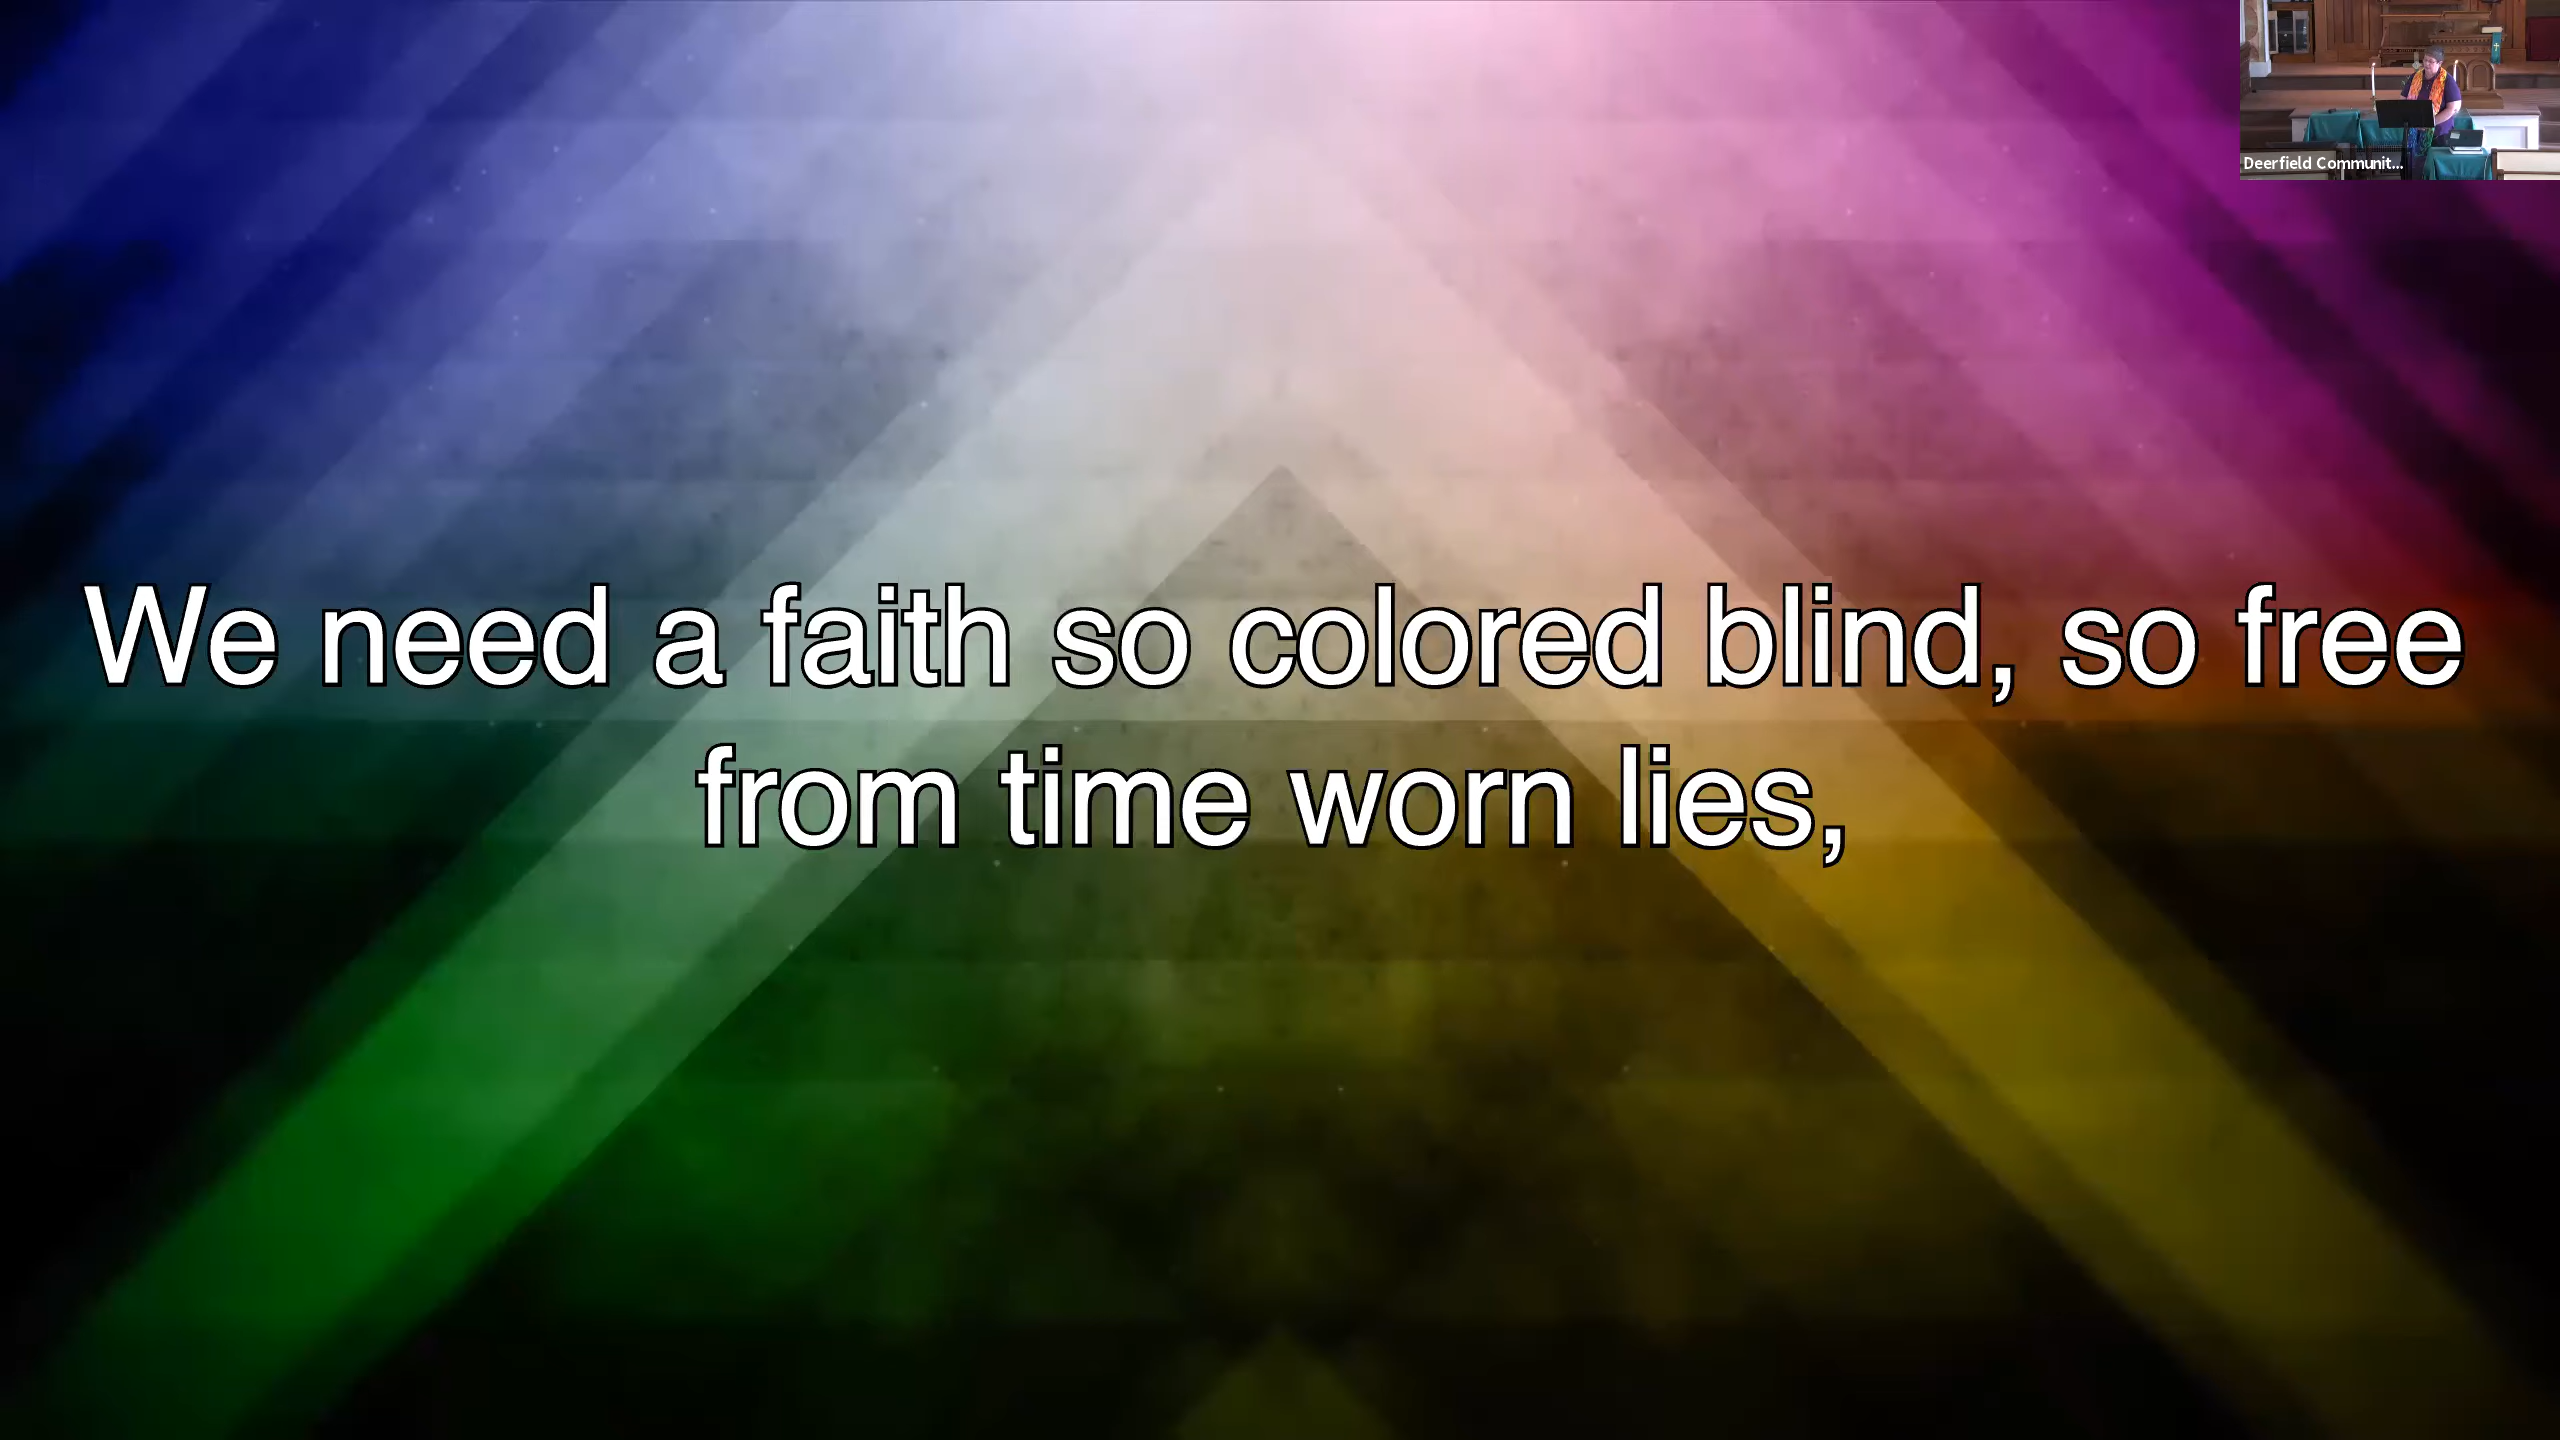 Deerfield Communit...
We need a faith so colored blind, so free
from time worn lies,